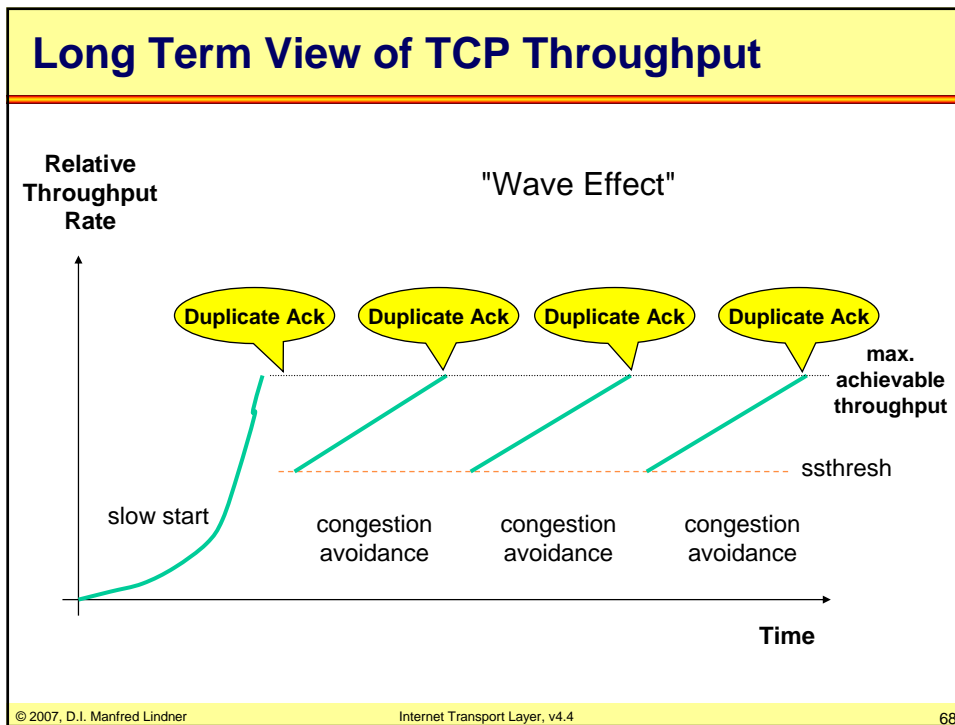 Long Term View of TCP Throughput
Relative
Throughput
Rate
"Wave Effect"
Duplicate Ack
Duplicate Ack
Duplicate Ack
Duplicate Ack
max.
achievable
throughput
ssthresh
slow start
congestion
avoidance
congestion
avoidance
congestion
avoidance
Time
© 2007, D.I. Manfred Lindner
Internet Transport Layer, v4.4
68